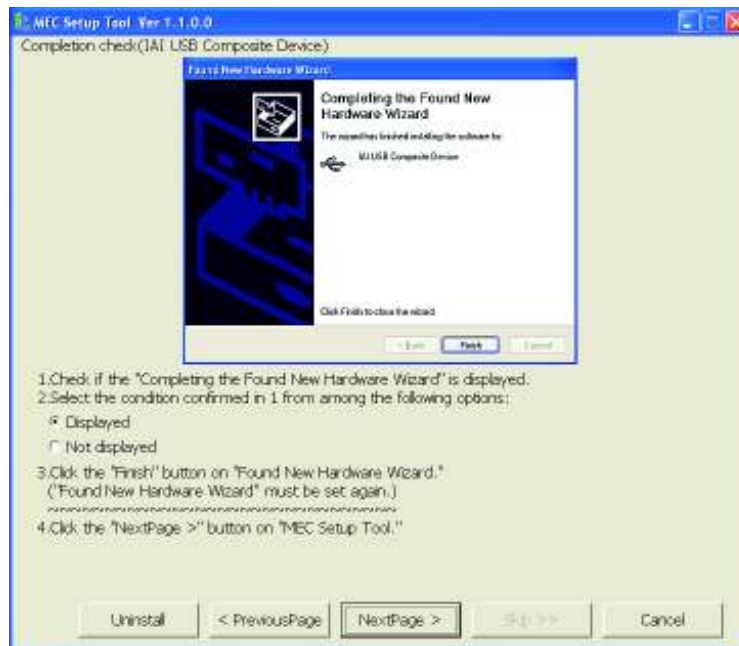 MEC Setup Tool Ver 1.1.0.0
Completion check(IAI USB Composite Device)
Found New Hardware Wizard
Completing the Found New
Hardware Wizard
The wizard has finished installing the software for:
IAI USB Composite Device
Click Finish to close the wizard.
< Back Finish Cancel
1.Check if the "Completing the Found New Hardware Wizard" is displayed.
2.Select the condition confirmed in 1 from among the following options:
Displayed
Not displayed
3.Click the "Finish" button on "Found New Hardware Wizard."
("Found New Hardware Wizard" must be set again.)
~~~~~~~~~~~~~~~~~~~~~~~~~~~~~~~~~~~~~~~~
4.Click the "NextPage >" button on "MEC Setup Tool."
Uninstall < PreviousPage NextPage > Skip >> Cancel